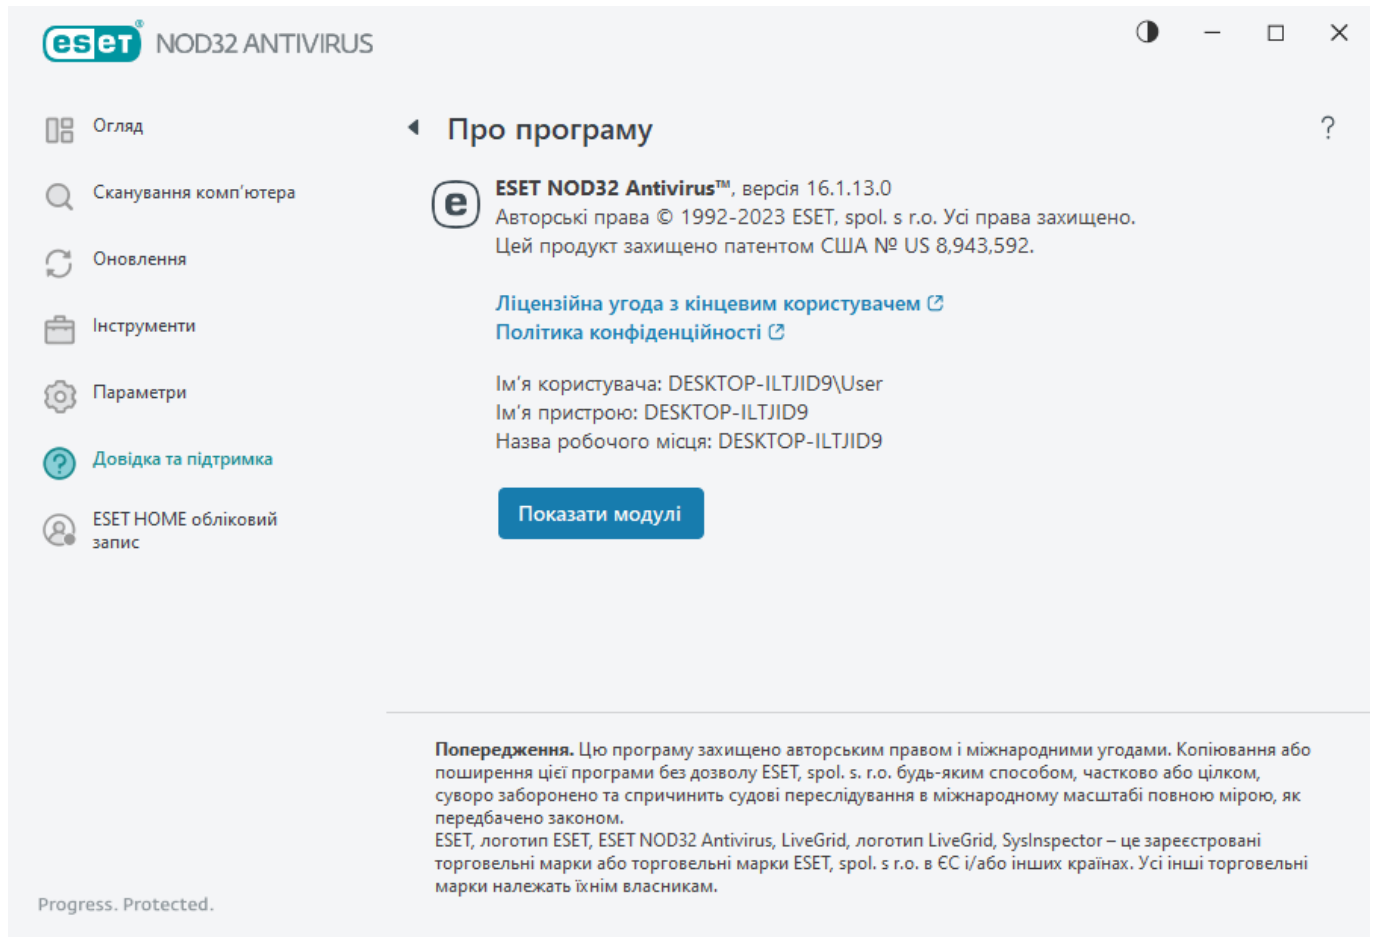 eset® NOD32 ANTIVIRUS
Огляд
Сканування комп'ютера
Оновлення
Інструменти
Параметри
Довідка та підтримка
ESET HOME обліковий
запис
Progress. Protected.
Про програму
?
ESET NOD32 Antivirus™, версія 16.1.13.0
Авторські права © 1992-2023 ESET, spol. s r.o. Усі права захищено.
Цей продукт захищено патентом США № US 8,943,592.
Ліцензійна угода з кінцевим користувачем
Політика конфіденційності
Ім'я користувача: DESKTOP-ILTJID9\User
Ім'я пристрою: DESKTOP-ILTJID9
Назва робочого місця: DESKTOP-ILTJID9
Показати модулі
Попередження. Цю програму захищено авторським правом і міжнародними угодами. Копіювання або
поширення цієї програми без дозволу ESET, spol. s. r.o. будь-яким способом, частково або цілком,
суворо заборонено та спричинить судові переслідування в міжнародному масштабі повною мірою, як
передбачено законом.
ESET, логотип ESET, ESET NOD32 Antivirus, LiveGrid, логотип LiveGrid, SysInspector – це зареєстровані
торговельні марки або торговельні марки ESET, spol. s r.o. в ЄС і/або інших країнах. Усі інші торговельні
марки належать їхнім власникам.